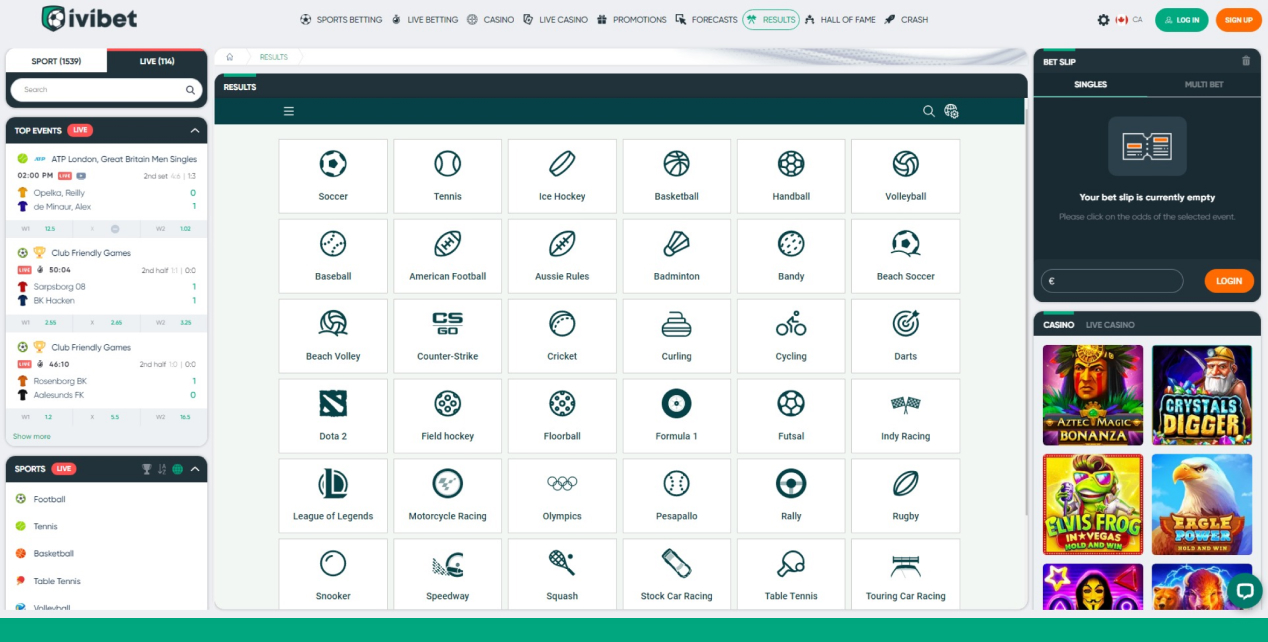 ivibet
SPORTS BETTING LIVE BETTING CASINO LIVE CASINO PROMOTIONS FORECASTS RESULTS HALL OF FAME CRASH
CA LOG IN SIGN UP
SPORT (1539) LIVE (114)
Search
TOP EVENTS LIVE
ATP ATP London, Great Britain Men Singles
02:00 PM LIVE 2nd set 4:6 | 1:3
Opelka, Reilly 0
de Minaur, Alex 1
W1 12.5 X W2 1.02
Club Friendly Games
LIVE 50:04 2nd half 1:1 | 0:0
Sarpsborg 08 1
BK Hacken 1
W1 2.55 X 2.65 W2 3.25
Club Friendly Games
LIVE 46:10 2nd half 1:0 | 0:0
Rosenborg BK 1
Aalesunds FK 0
W1 1.2 X 5.5 W2 16.5
Show more
SPORTS LIVE
Football
Tennis
Basketball
Table Tennis
Volleyball
RESULTS
RESULTS
Soccer Tennis Ice Hockey Basketball Handball Volleyball
Baseball American Football Aussie Rules Badminton Bandy Beach Soccer
CS
GO
Beach Volley Counter-Strike Cricket Curling Cycling Darts
Dota 2 Field hockey Floorball Formula 1 Futsal Indy Racing
League of Legends Motorcycle Racing Olympics Pesapallo Rally Rugby
Snooker Speedway Squash Stock Car Racing Table Tennis Touring Car Racing
BET SLIP
SINGLES MULTI BET
Your bet slip is currently empty
Please click on the odds of the selected event.
€ LOGIN
CASINO LIVE CASINO
AZTEC MAGIC
BONANZA
CRYSTALS
DIGGER
ELVIS FROG
IN VEGAS
HOLD AND WIN
EAGLE
POWER
HOLD AND WIN